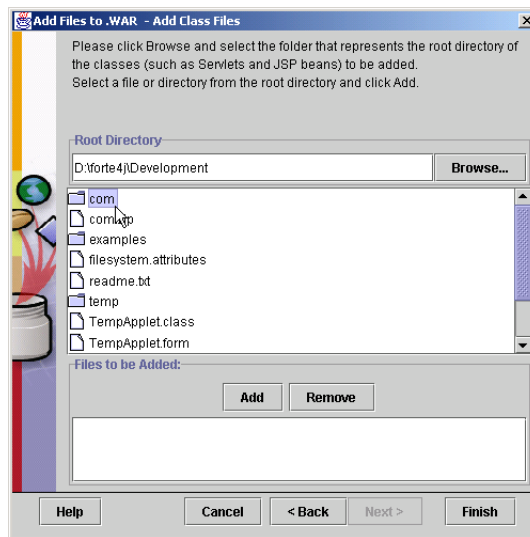 Add Files to .WAR - Add Class Files
Please click Browse and select the folder that represents the root directory of
the classes (such as Servlets and JSP beans) to be added.
Select a file or directory from the root directory and click Add.
Root Directory
D:\forte4j\Development
Browse...
com
examples
filesystem.attributes
readme.txt
temp
TempApplet.class
TempApplet.form
Files to be Added:
Add Remove
Help Cancel < Back Next > Finish